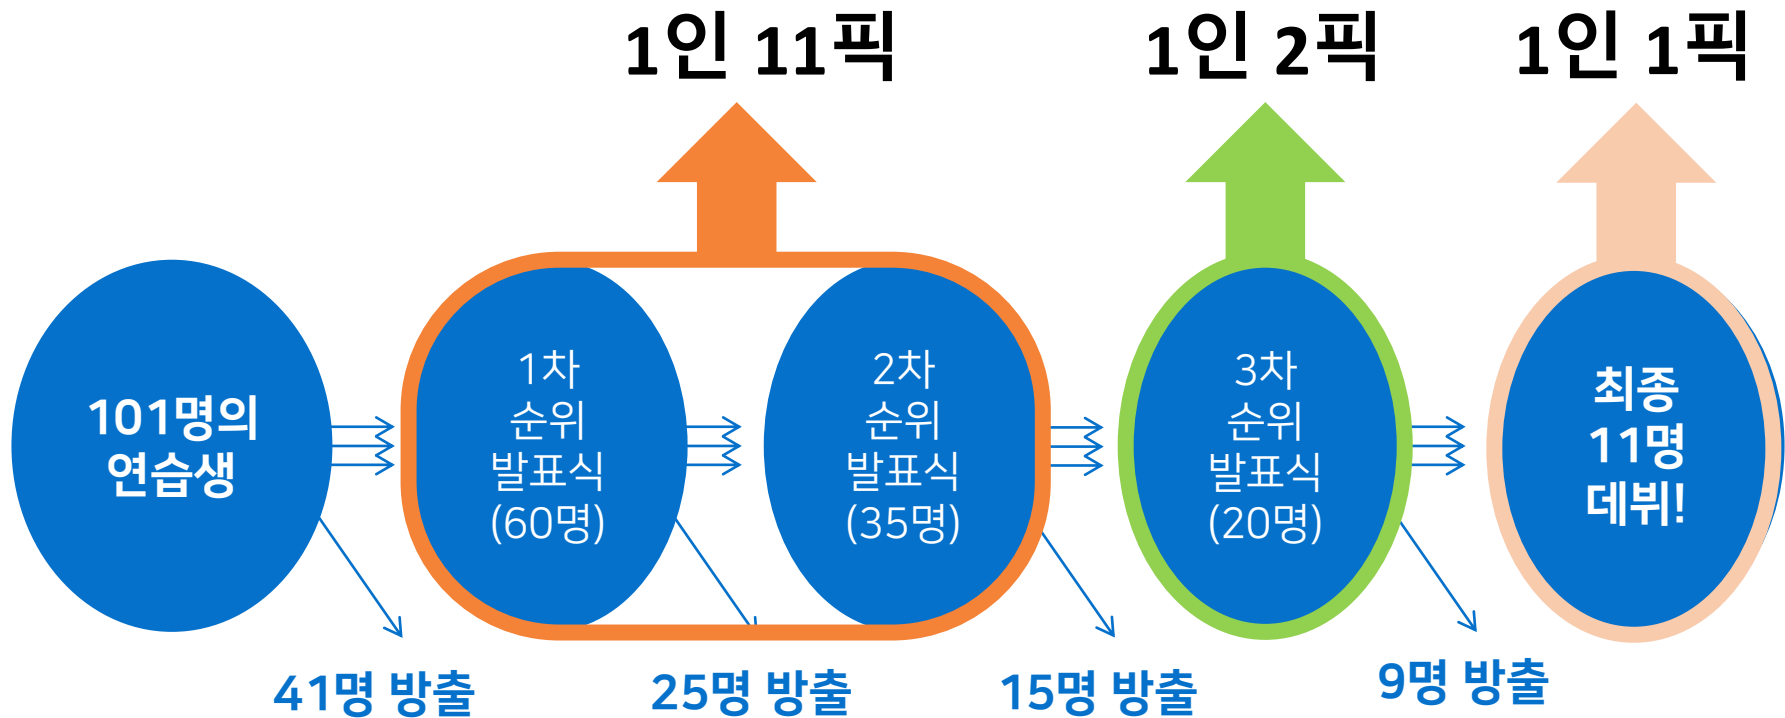 1인 11픽
1인 2픽
1인 1픽
101명의
연습생
1차
순위
발표식
(60명)
2차
순위
발표식
(35명)
3차
순위
발표식
(20명)
최종
11명
데뷔!
41명 방출
25명 방출
15명 방출
9명 방출